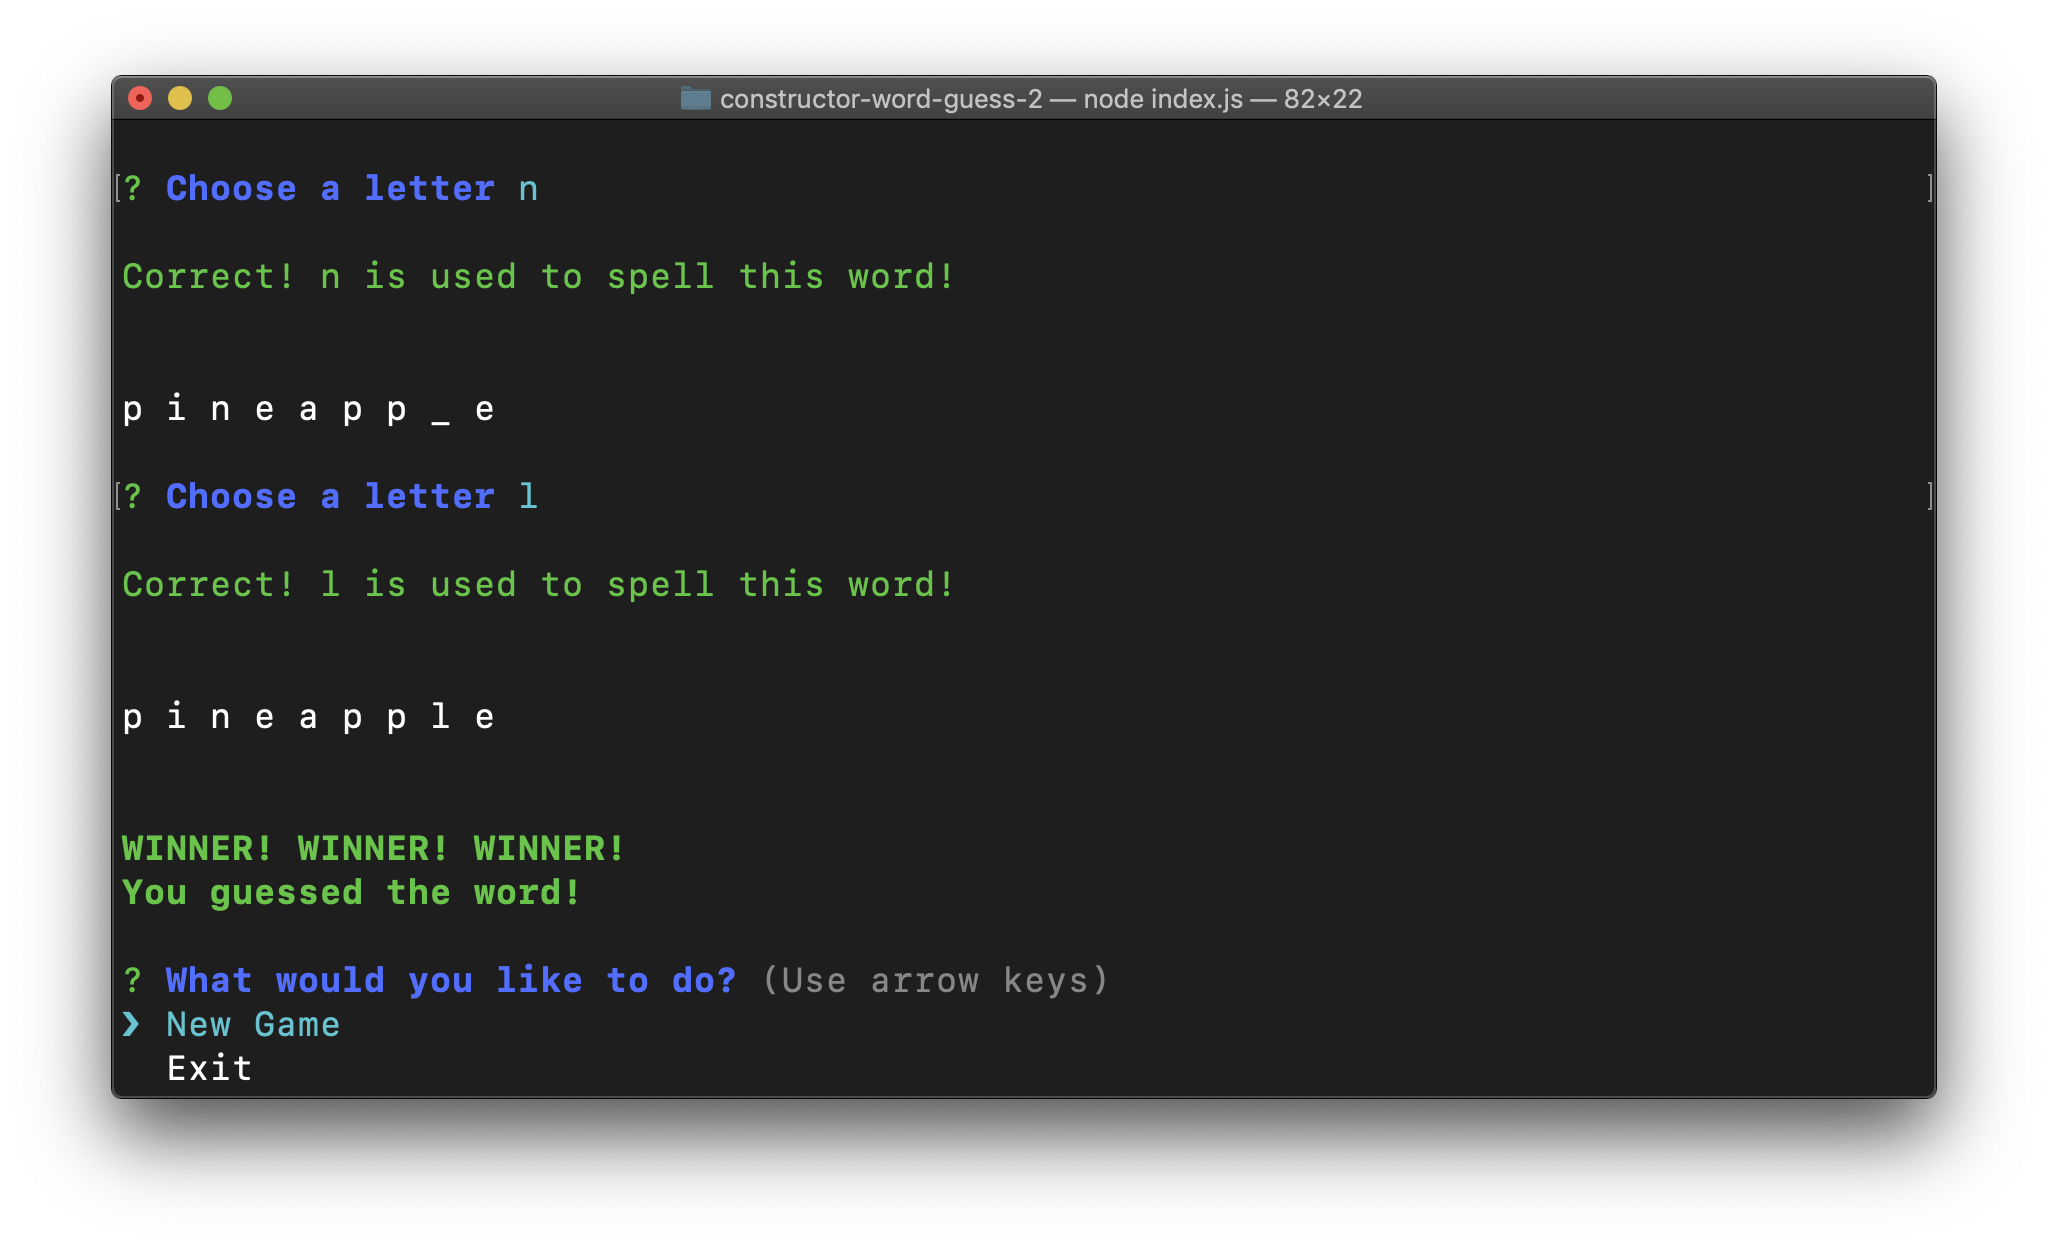 constructor-word-guess-2 — node index.js — 82×22
[? Choose a letter n ]
Correct! n is used to spell this word!
p i n e a p p _ e
[? Choose a letter l ]
Correct! l is used to spell this word!
p i n e a p p l e
WINNER! WINNER! WINNER!
You guessed the word!
? What would you like to do? (Use arrow keys)
❯ New Game
Exit